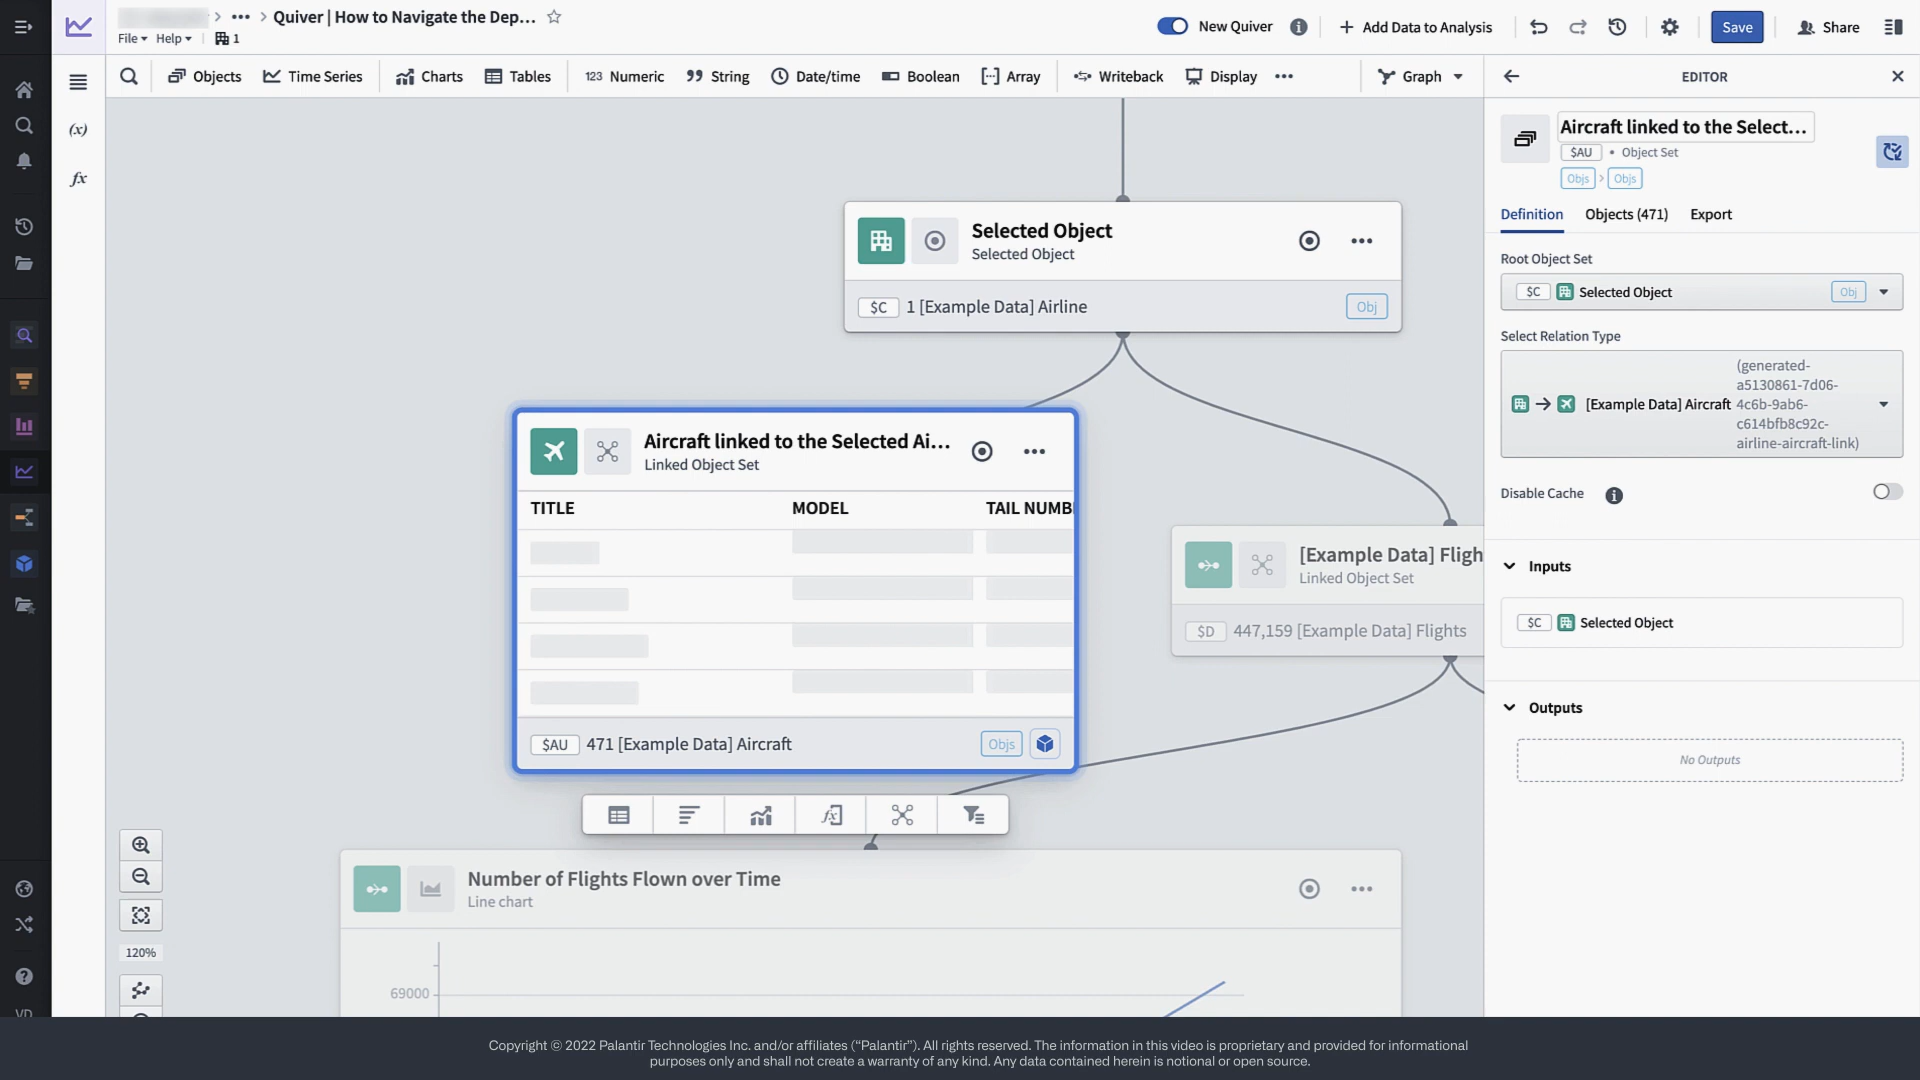 Quiver | How to Navigate the Dep...
File Help 1
New Quiver
Add Data to Analysis
Save
Share
Objects
Time Series
Charts
Tables
123 Numeric
String
Date/time
Boolean
Array
Writeback
Display
Graph
EDITOR
(x)
fx
Selected Object
Selected Object
$C 1 [Example Data] Airline Obj
Aircraft linked to the Selected Ai...
Linked Object Set
TITLE MODEL TAIL NUMB
$AU 471 [Example Data] Aircraft Objs
[Example Data] Fligh
Linked Object Set
$D 447,159 [Example Data] Flights
Number of Flights Flown over Time
Line chart
69000
120%
VD
Aircraft linked to the Select...
$AU • Object Set
Objs > Objs
Definition Objects (471) Export
Root Object Set
$C Selected Object Obj
Select Relation Type
[Example Data] Aircraft
(generated-
a5130861-7d06-
4c6b-9ab6-
c614bfb8c92c-
airline-aircraft-link)
Disable Cache
Inputs
$C Selected Object
Outputs
No Outputs
Copyright © 2022 Palantir Technologies Inc. and/or affiliates (“Palantir”). All rights reserved. The information in this video is proprietary and provided for informational
purposes only and shall not create a warranty of any kind. Any data contained herein is notional or open source.